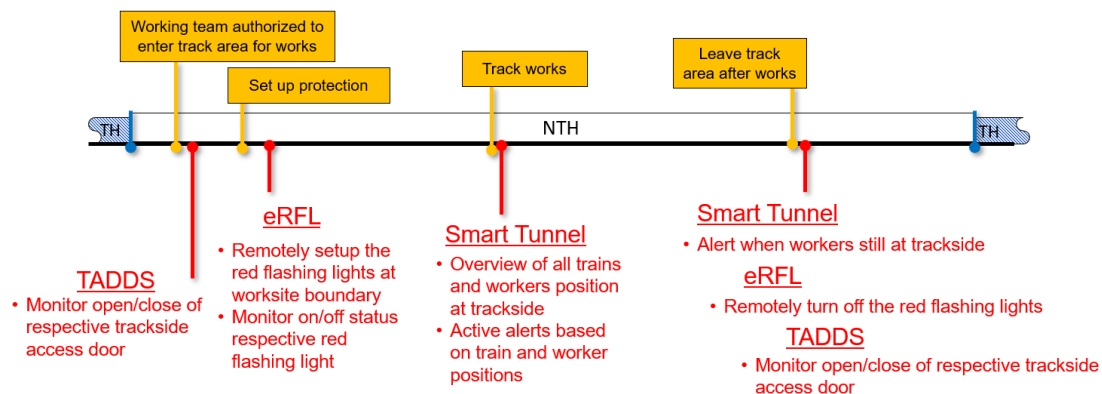 Working team authorized to
enter track area for works
Set up protection
Track works
Leave track
area after works
TH
NTH
TH
TADDS
• Monitor open/close of
respective trackside
access door
eRFL
• Remotely setup the
red flashing lights at
worksite boundary
• Monitor on/off status
respective red
flashing light
Smart Tunnel
• Overview of all trains
and workers position
at trackside
• Active alerts based
on train and worker
positions
Smart Tunnel
• Alert when workers still at trackside
eRFL
• Remotely turn off the red flashing lights
TADDS
• Monitor open/close of respective trackside
access door